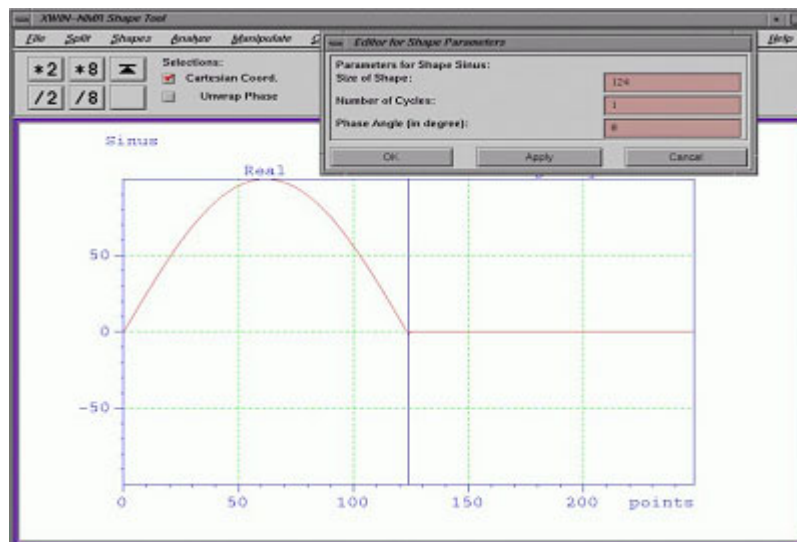 XWIN-NMR Shape Tool
File Split Shapes Analyze Manipulate Help
Editor for Shape Parameters
*2 *8
/2 /8
Selections:
Cartesian Coord.
Unwrap Phase
Parameters for Shape Sinus:
Size of Shape: 124
Number of Cycles: 1
Phase Angle (in degree): 0
OK Apply Cancel
Sinus
Real
50
0
-50
0 50 100 150 200 points